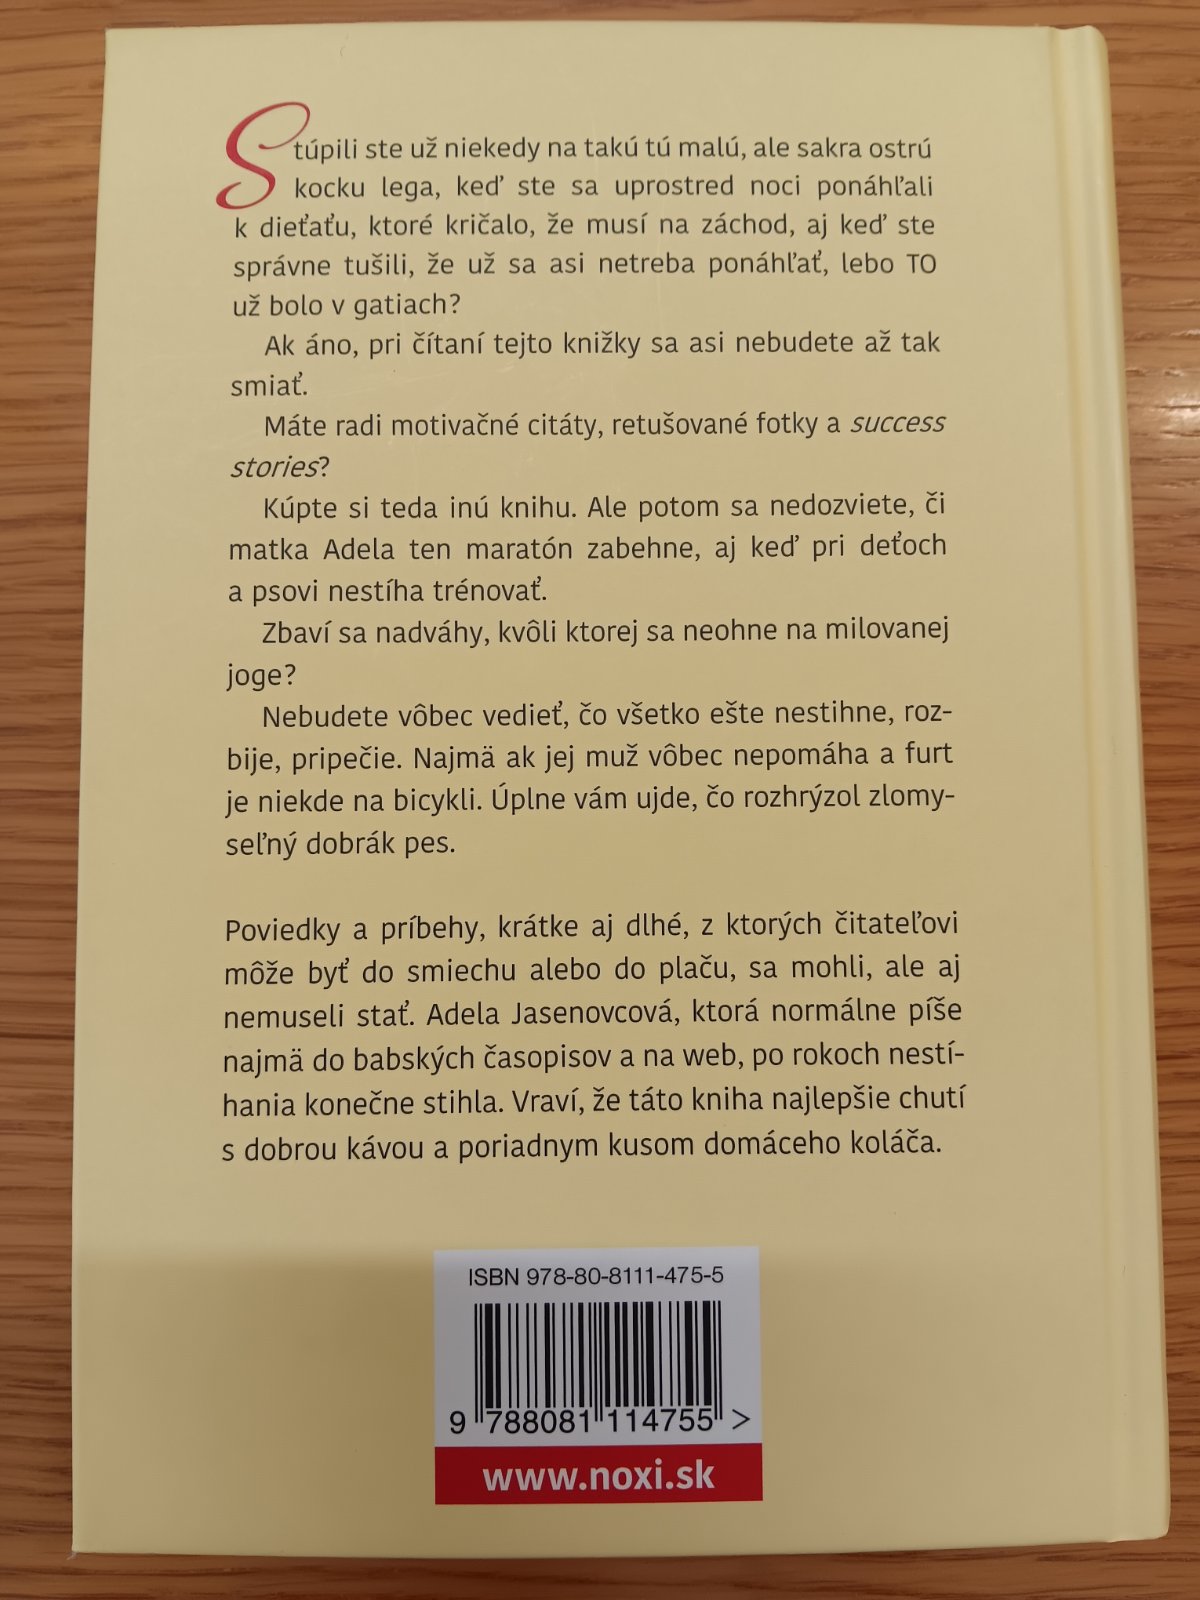 Stúpili ste už niekedy na takú tú malú, ale sakra ostrú
kocku lega, keď ste sa uprostred noci ponáhľali
k dieťaťu, ktoré kričalo, že musí na záchod, aj keď ste
správne tušili, že už sa asi netreba ponáhľať, lebo TO
už bolo v gatiach?
Ak áno, pri čítaní tejto knižky sa asi nebudete až tak
smiať.
Máte radi motivačné citáty, retušované fotky a success
stories?
Kúpte si teda inú knihu. Ale potom sa nedozviete, či
matka Adela ten maratón zabehne, aj keď pri deťoch
a psovi nestíha trénovať.
Zbaví sa nadváhy, kvôli ktorej sa neohne na milovanej
joge?
Nebudete vôbec vedieť, čo všetko ešte nestihne, roz-
bije, pripečie. Najmä ak jej muž vôbec nepomáha a furt
je niekde na bicykli. Úplne vám ujde, čo rozhrýzol zlomy-
seľný dobrák pes.
Poviedky a príbehy, krátke aj dlhé, z ktorých čitateľovi
môže byť do smiechu alebo do plaču, sa mohli, ale aj
nemuseli stať. Adela Jasenovcová, ktorá normálne píše
najmä do babských časopisov a na web, po rokoch nestí-
hania konečne stihla. Vraví, že táto kniha najlepšie chutí
s dobrou kávou a poriadnym kusom domáceho koláča.
ISBN 978-80-8111-475-5
9 788081 114755 >
www.noxi.sk